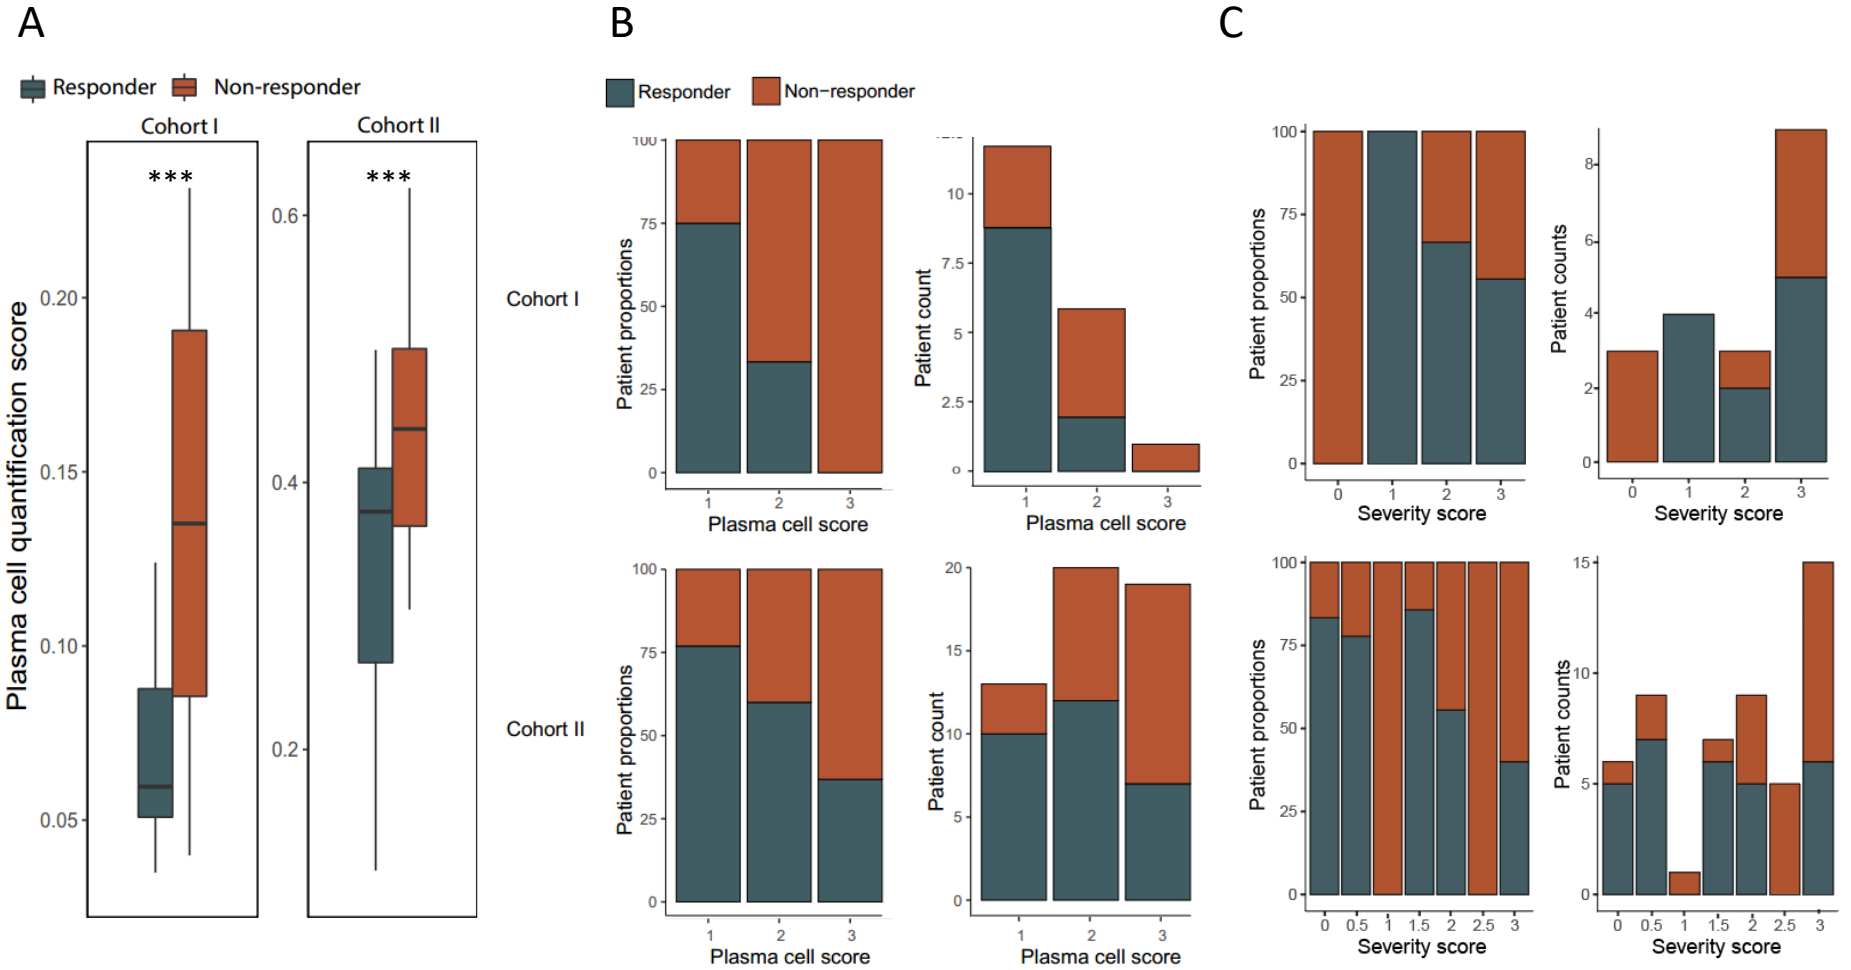 A
B
C
Responder
Non-responder
Cohort I
Cohort II
***
***
Plasma cell quantification score
0.20
0.15
0.10
0.05
0.6
0.4
0.2
Responder
Non-responder
Cohort I
Patient proportions
100
75
50
25
0
1
2
3
Plasma cell score
Patient count
12.5
10
7.5
5
2.5
0
1
2
3
Plasma cell score
Patient proportions
100
75
50
25
0
0
1
2
3
Severity score
Patient counts
8
6
4
2
0
0
1
2
3
Severity score
Cohort II
Patient proportions
100
75
50
25
0
1
2
3
Plasma cell score
Patient count
20
15
10
5
0
1
2
3
Plasma cell score
Patient proportions
100
75
50
25
0
0
0.5
1
1.5
2
2.5
3
Severity score
Patient counts
15
10
5
0
0
0.5
1
1.5
2
2.5
3
Severity score